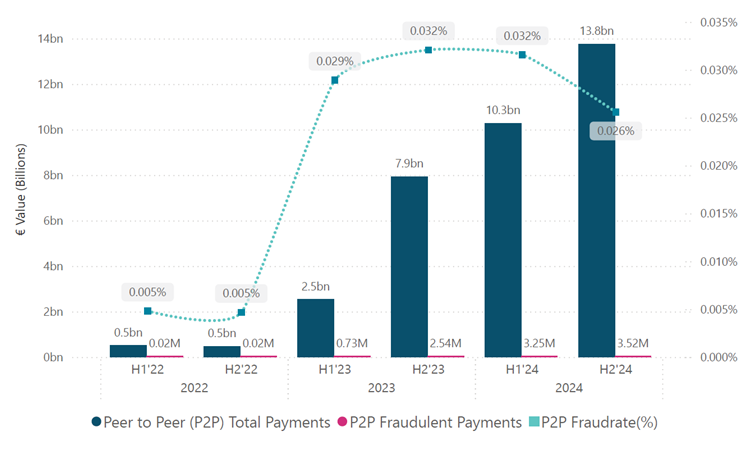 14bn
12bn
10bn
8bn
6bn
4bn
2bn
0bn
€ Value (Billions)
0.035%
0.030%
0.025%
0.020%
0.015%
0.010%
0.005%
0.000%
0.005%
0.005%
0.029%
0.032%
0.032%
0.026%
0.5bn
0.02M
0.5bn
0.02M
2.5bn
0.73M
7.9bn
2.54M
10.3bn
3.25M
13.8bn
3.52M
H1'22
H2'22
H1'23
H2'23
H1'24
H2'24
2022
2023
2024
Peer to Peer (P2P) Total Payments
P2P Fraudulent Payments
P2P Fraudrate(%)